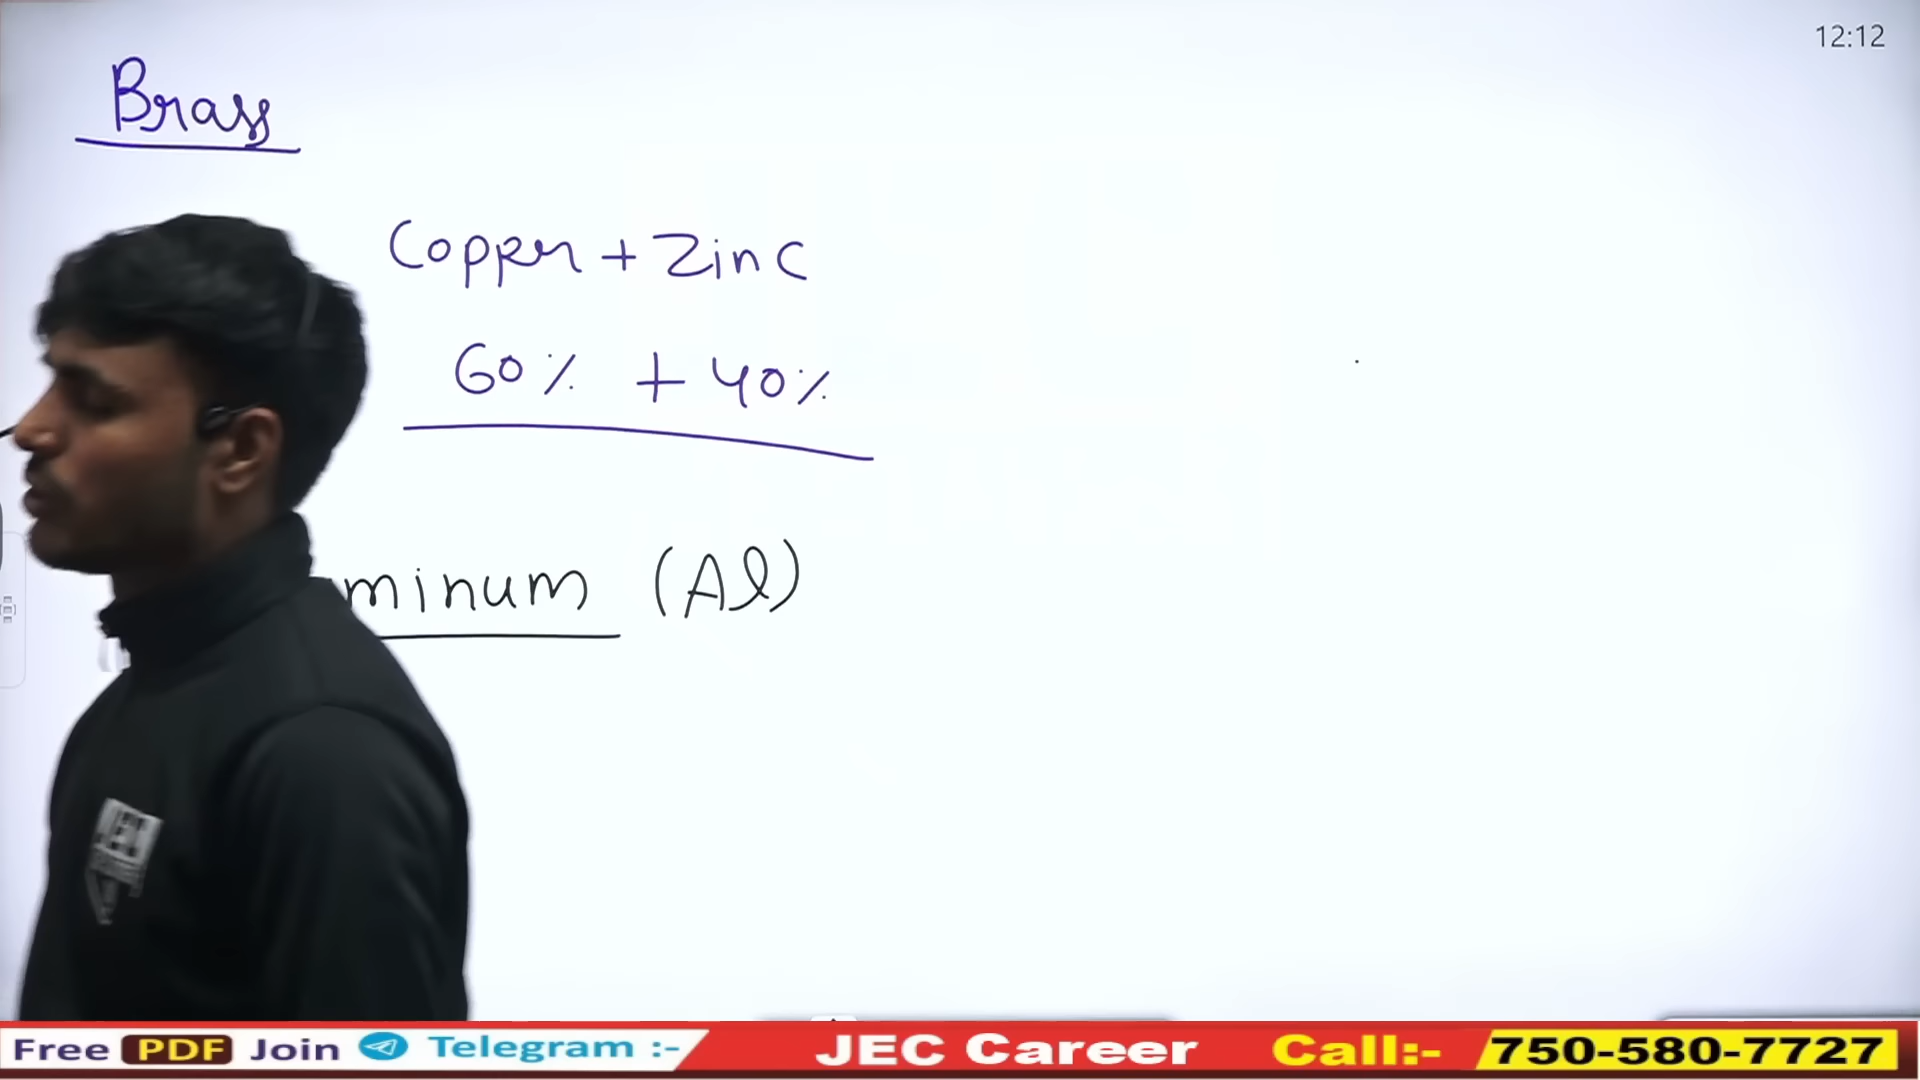 12:12
Brass
Copper + Zinc
60% + 40%
minum (Al)
JEC
Free PDF Join Telegram :- JEC Career Call:- 750-580-7727